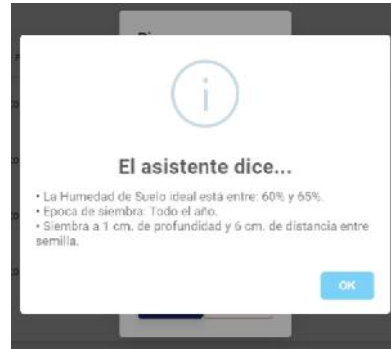 El asistente dice...
• La Humedad de Suelo ideal está entre: 60% y 65%.
• Epoca de siembra: Todo el año.
• Siembra a 1 cm. de profundidad y 6 cm. de distancia entre
semilla.
OK